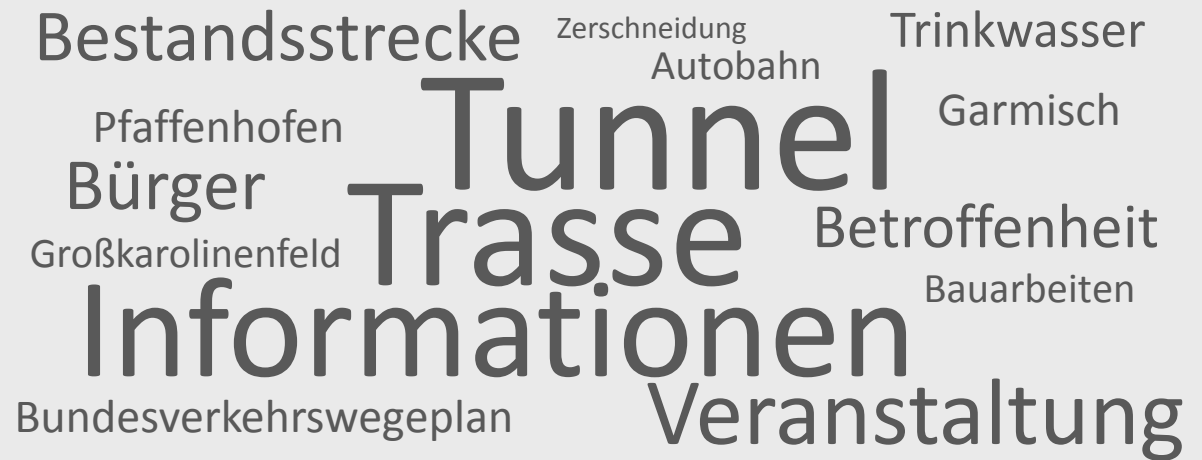 Bestandsstrecke
Zerschneidung
Trinkwasser
Autobahn
Tunnel
Garmisch
Pfaffenhofen
Bürger
Trasse
Betroffenheit
Großkarolinenfeld
Bauarbeiten
Informationen
Bundesverkehrswegeplan
Veranstaltung